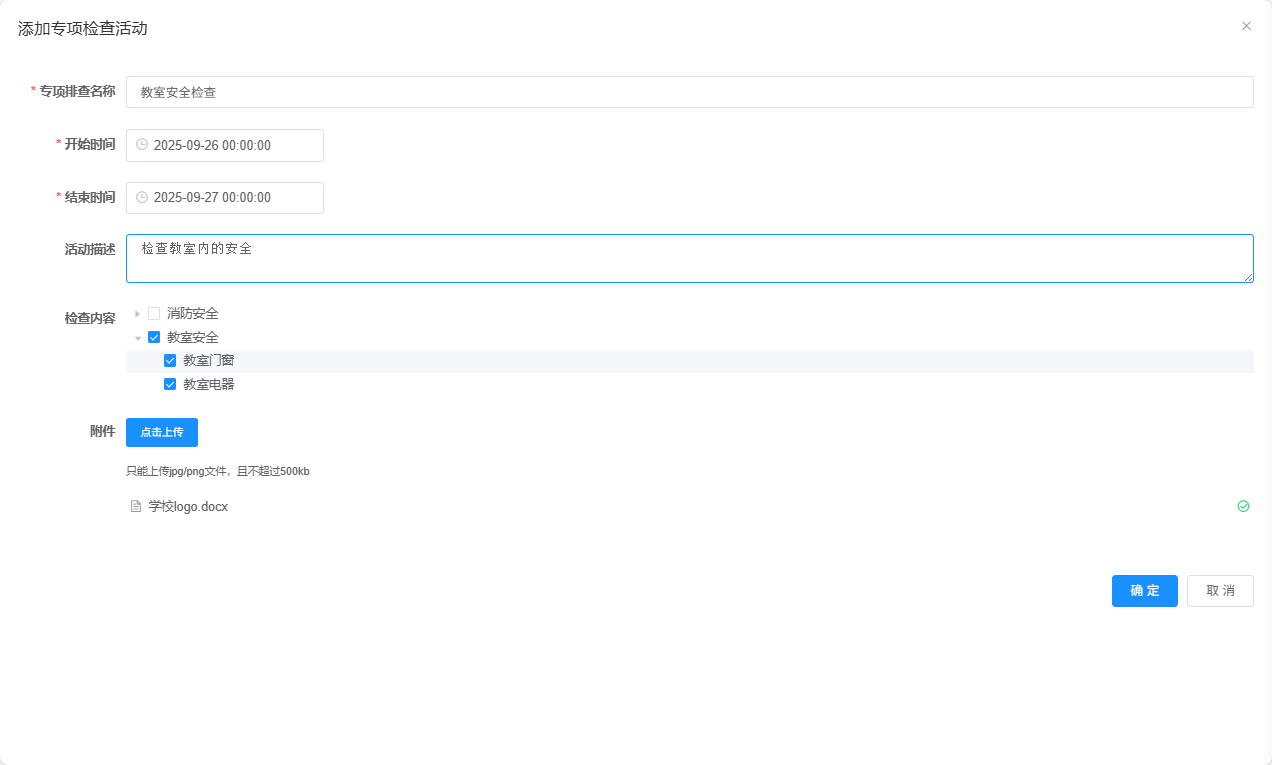 添加专项检查活动
* 专项排查名称 教室安全检查
* 开始时间 2025-09-26 00:00:00
* 结束时间 2025-09-27 00:00:00
活动描述 检查教室内的安全
检查内容 消防安全
教室安全
教室门窗
教室电器
附件 点击上传
只能上传jpg/png文件，且不超过500kb
学校logo.docx
确 定 取 消